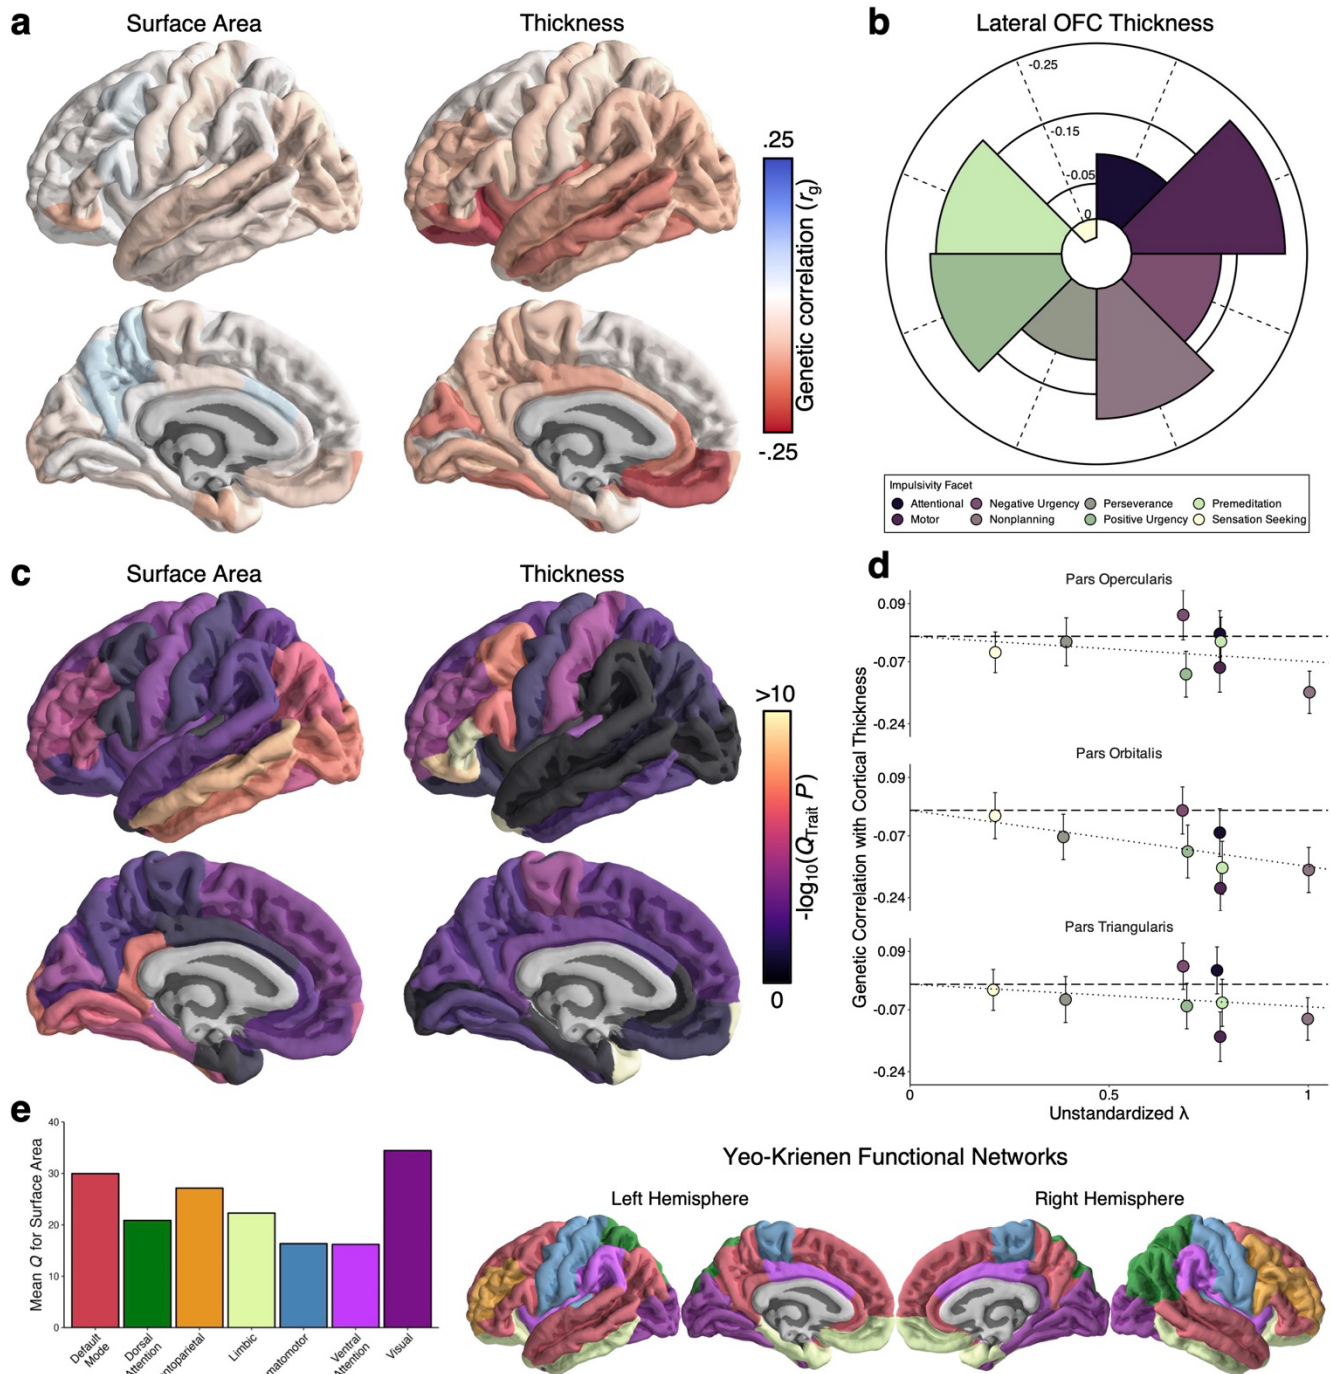 a
Surface Area
Thickness
.25
Genetic correlation (rg)
-.25
b
Lateral OFC Thickness
-0.25
-0.15
-0.05
0
Impulsivity Facet
Attentional
Negative Urgency
Perseverance
Premeditation
Motor
Nonplanning
Positive Urgency
Sensation Seeking
c
Surface Area
Thickness
>10
-log10(QTrait P)
0
d
Genetic Correlation with Cortical Thickness
Pars Opercularis
0.09
-0.07
-0.24
Pars Orbitalis
0.09
-0.07
-0.24
Pars Triangularis
0.09
-0.07
-0.24
0
0.5
1
Unstandardized λ
e
Mean Q for Surface Area
40
30
20
10
0
Default
Mode
Dorsal
Attention
ntoparietal
Limbic
matomotor
Ventral
Attention
Visual
Yeo-Krienen Functional Networks
Left Hemisphere
Right Hemisphere